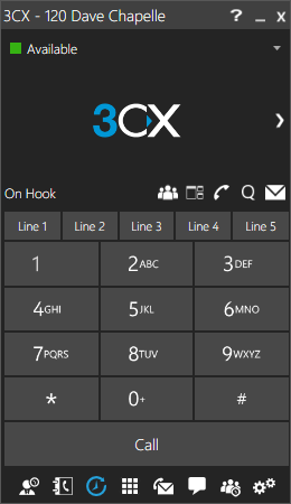 3CX - 120 Dave Chapelle ? _ x
Available
3CX
On Hook
Line 1 Line 2 Line 3 Line 4 Line 5
1 2ABC 3DEF
4GHI 5JKL 6MNO
7PQRS 8TUV 9WXYZ
* 0+ #
Call